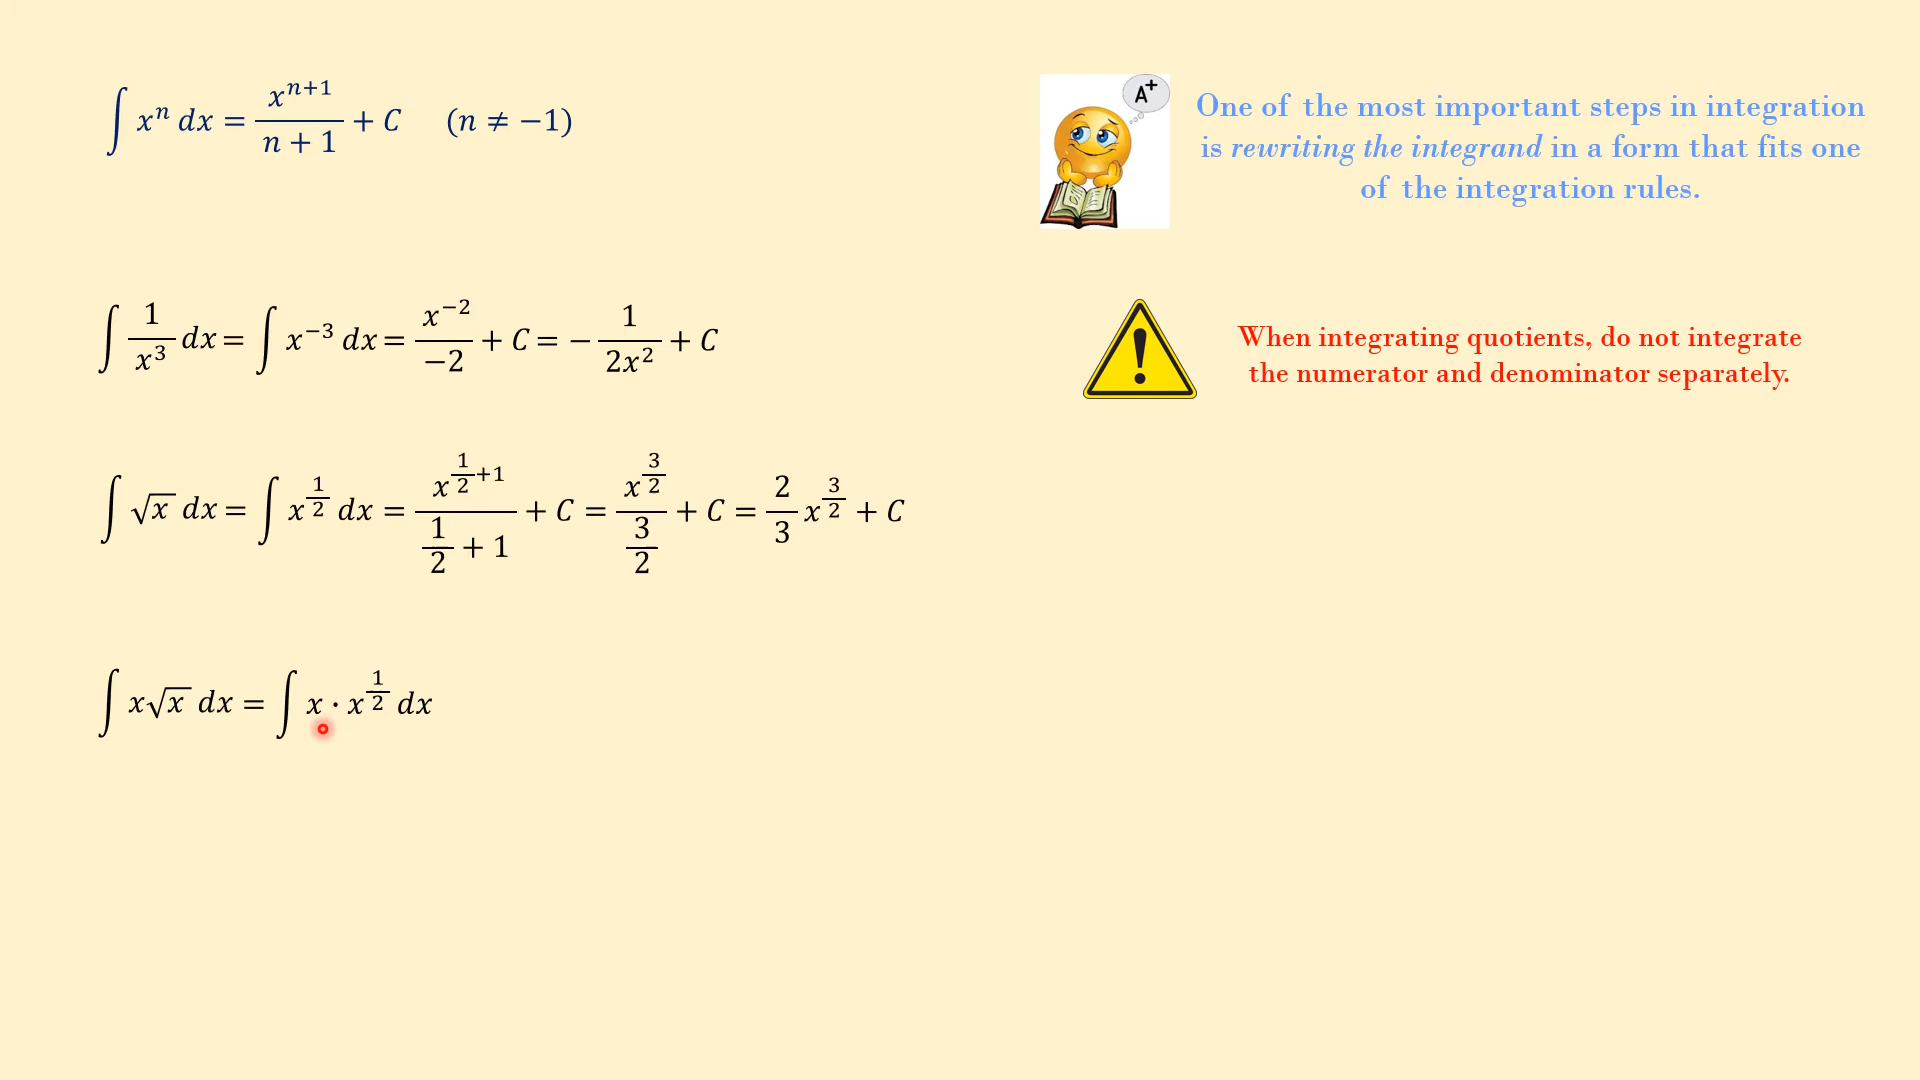 ∫ xⁿ dx = xⁿ⁺¹/(n + 1) + C (n ≠ −1)
A⁺
One of the most important steps in integration
is rewriting the integrand in a form that fits one
of the integration rules.
∫ 1/x³ dx = ∫ x⁻³ dx = x⁻²/−2 + C = − 1/(2x²) + C
When integrating quotients, do not integrate
the numerator and denominator separately.
∫ √x dx = ∫ x^(1/2) dx = x^(1/2+1)/(1/2 + 1) + C = x^(3/2)/(3/2) + C = 2/3 x^(3/2) + C
∫ x√x dx = ∫ x · x^(1/2) dx